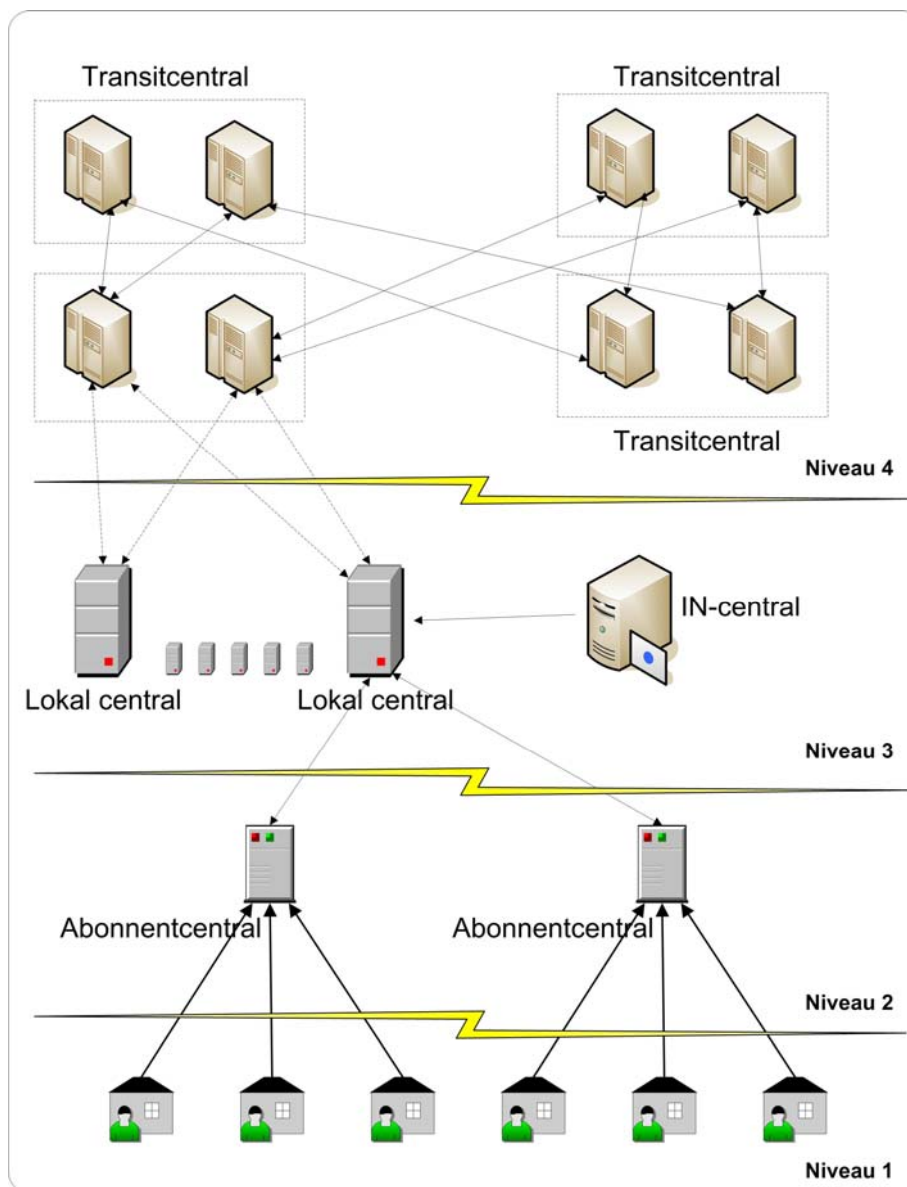 Transitcentral
Transitcentral
Transitcentral
Niveau 4
IN-central
Lokal central
Lokal central
Niveau 3
Abonnentcentral
Abonnentcentral
Niveau 2
Niveau 1